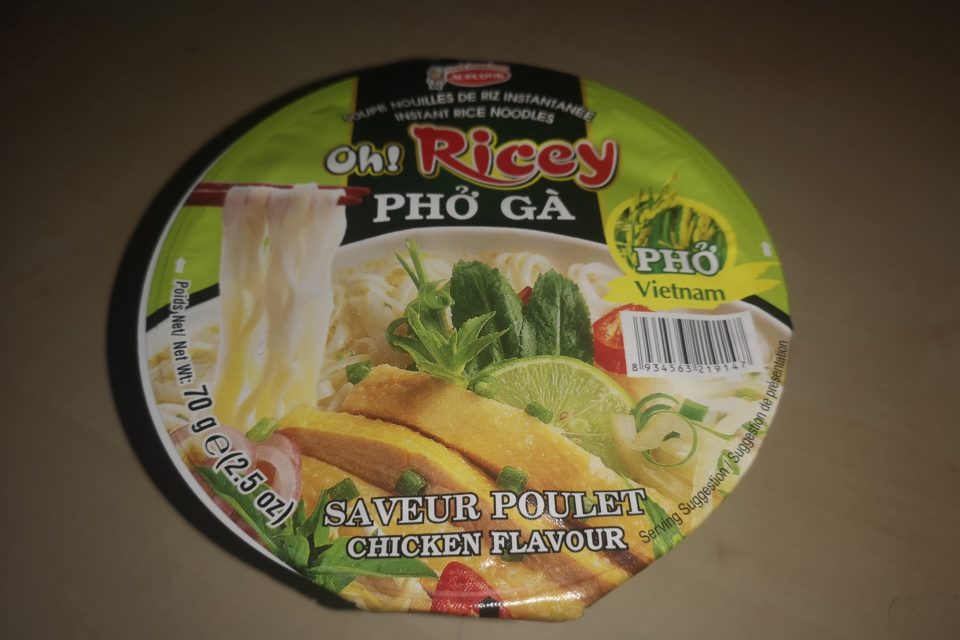 ACECOOK
SOUPE NOUILLES DE RIZ INSTANTANÉE
INSTANT RICE NOODLES
Oh! Ricey
PHỞ GÀ
PHỞ
Vietnam
8 934563 219147
Poids Net/ Net Wt: 70 g e (2.5 oz)
SAVEUR POULET
CHICKEN FLAVOUR
Serving Suggestion / Suggestion de présentation